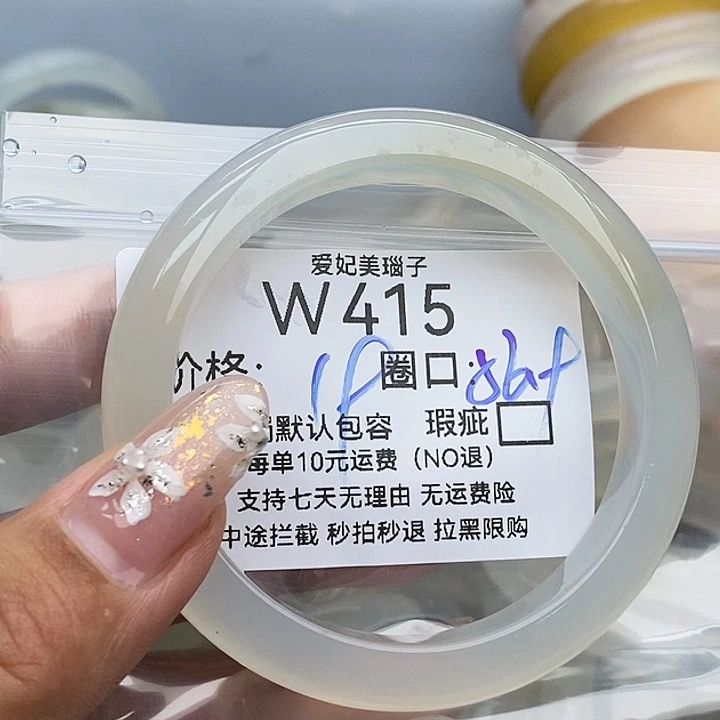 爱妃美瑙子
W415
价格: 圈口:
默认包容 瑕疵
每单10元运费（NO退）
支持七天无理由 无运费险
中途拦截 秒拍秒退 拉黑限购